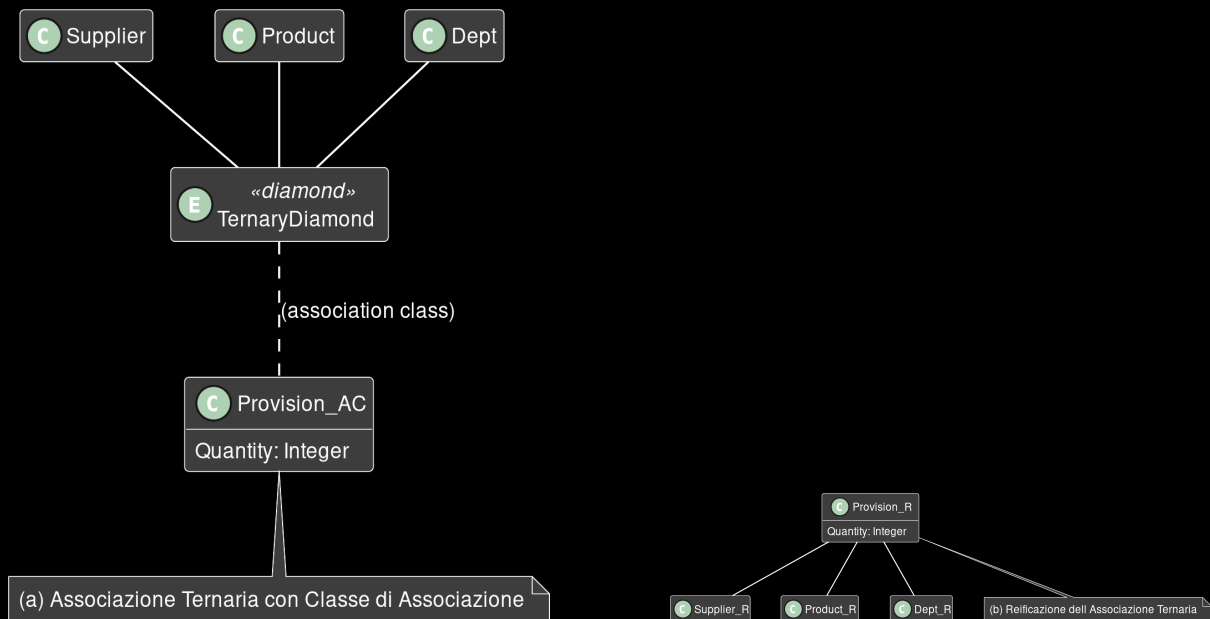 C Supplier
C Product
C Dept
E «diamond»
TernaryDiamond
(association class)
C Provision_AC
Quantity: Integer
(a) Associazione Ternaria con Classe di Associazione
C Provision_R
Quantity: Integer
C Supplier_R
C Product_R
C Dept_R
(b) Reificazione dell Associazione Ternaria